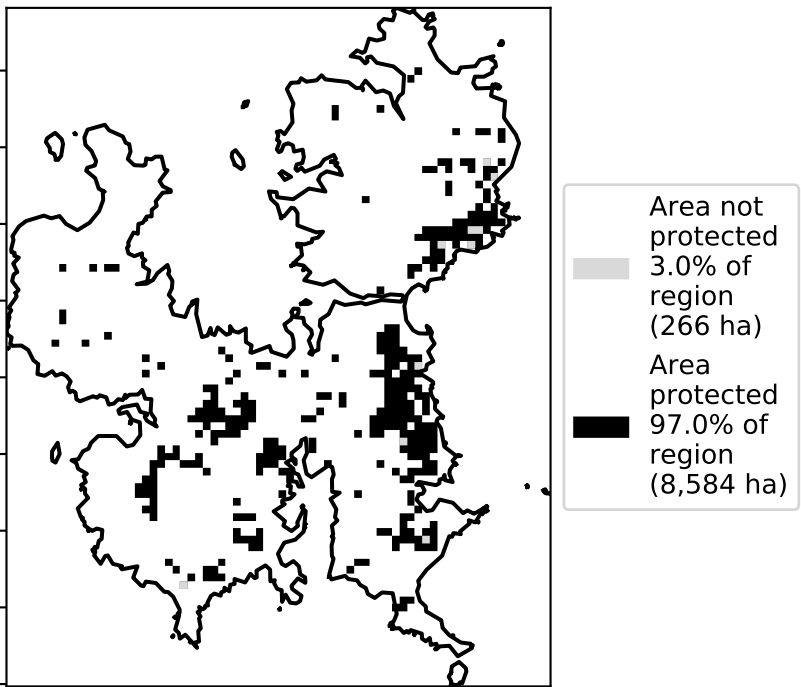 Area not
protected
3.0% of
region
(266 ha)
Area
protected
97.0% of
region
(8,584 ha)